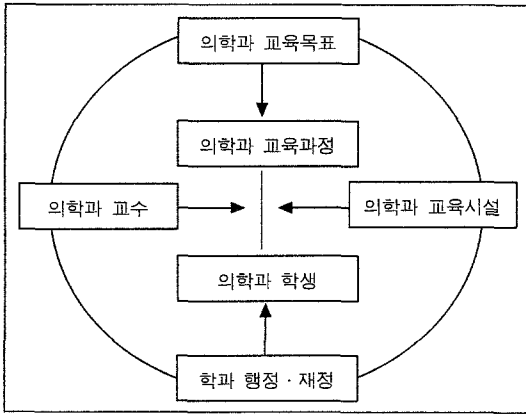 의학과 교육목표
의학과 교육과정
의학과 교수
의학과 교육시설
의학과 학생
학과 행정 · 재정